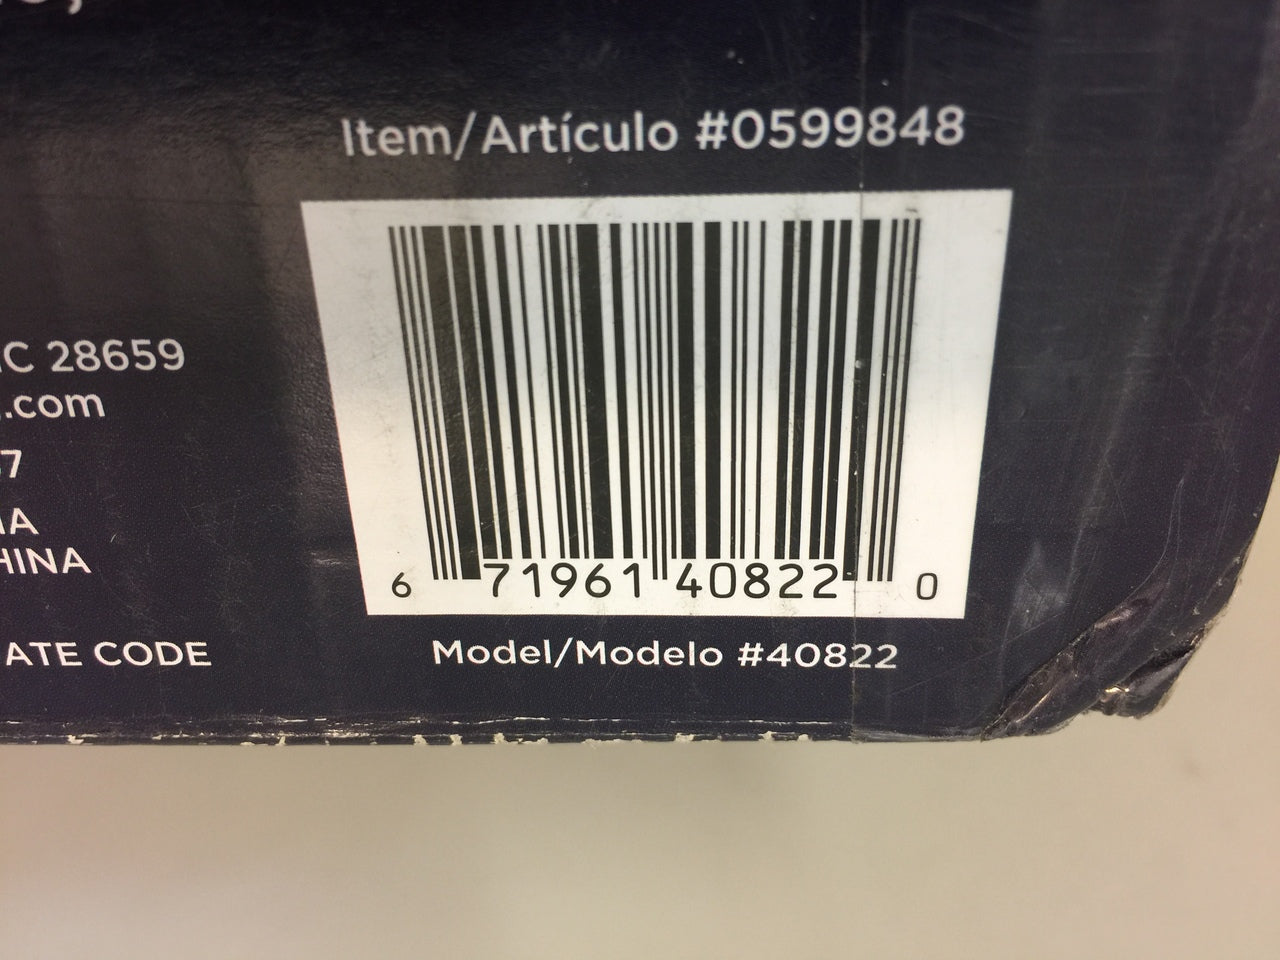 Item/Artículo #0599848
C 28659
.com
7
HINA
ATE CODE
6 71961 40822 0
Model/Modelo #40822